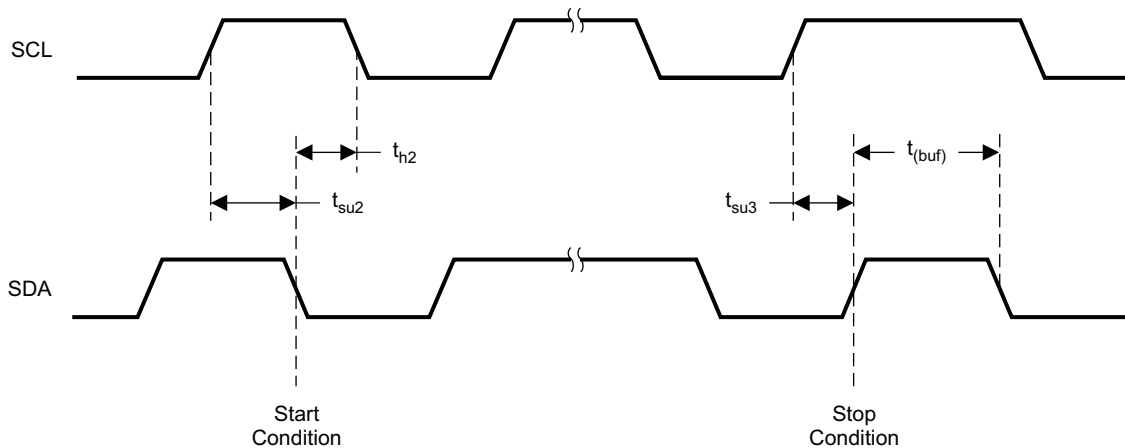 SCL
t_h2
t_(buf)
t_su2
t_su3
SDA
Start
Condition
Stop
Condition